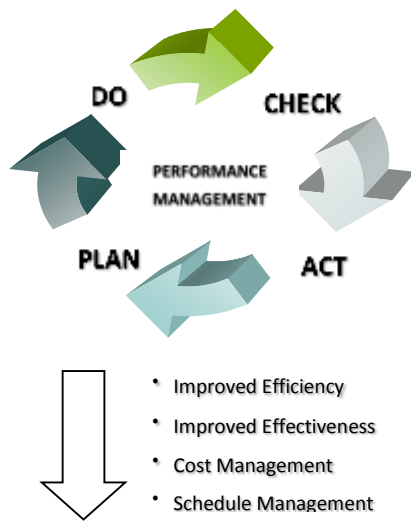 DO
CHECK
PERFORMANCE
MANAGEMENT
PLAN
ACT
• Improved Efficiency
• Improved Effectiveness
• Cost Management
• Schedule Management